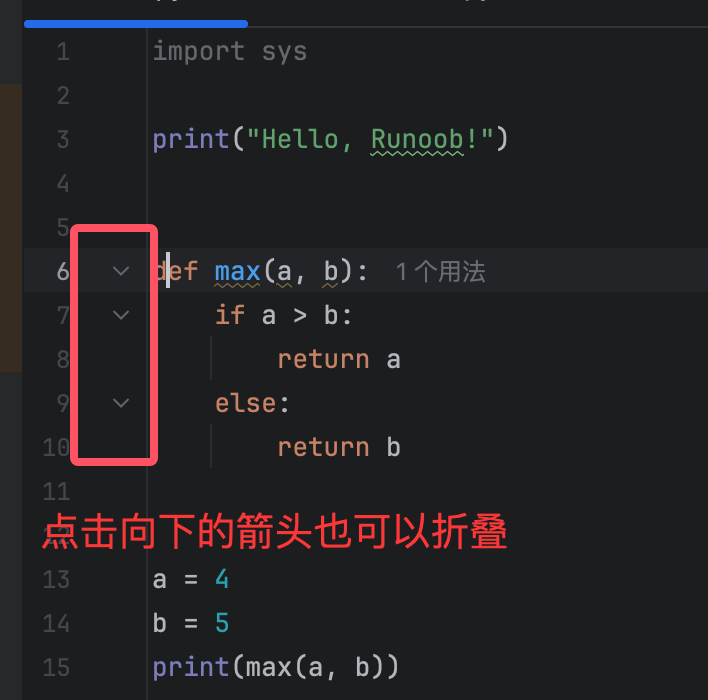 1 import sys
2
3 print("Hello, Runoob!")
4
5
6 def max(a, b): 1 个用法
7 if a > b:
8 return a
9 else:
10 return b
11
点击向下的箭头也可以折叠
13 a = 4
14 b = 5
15 print(max(a, b))